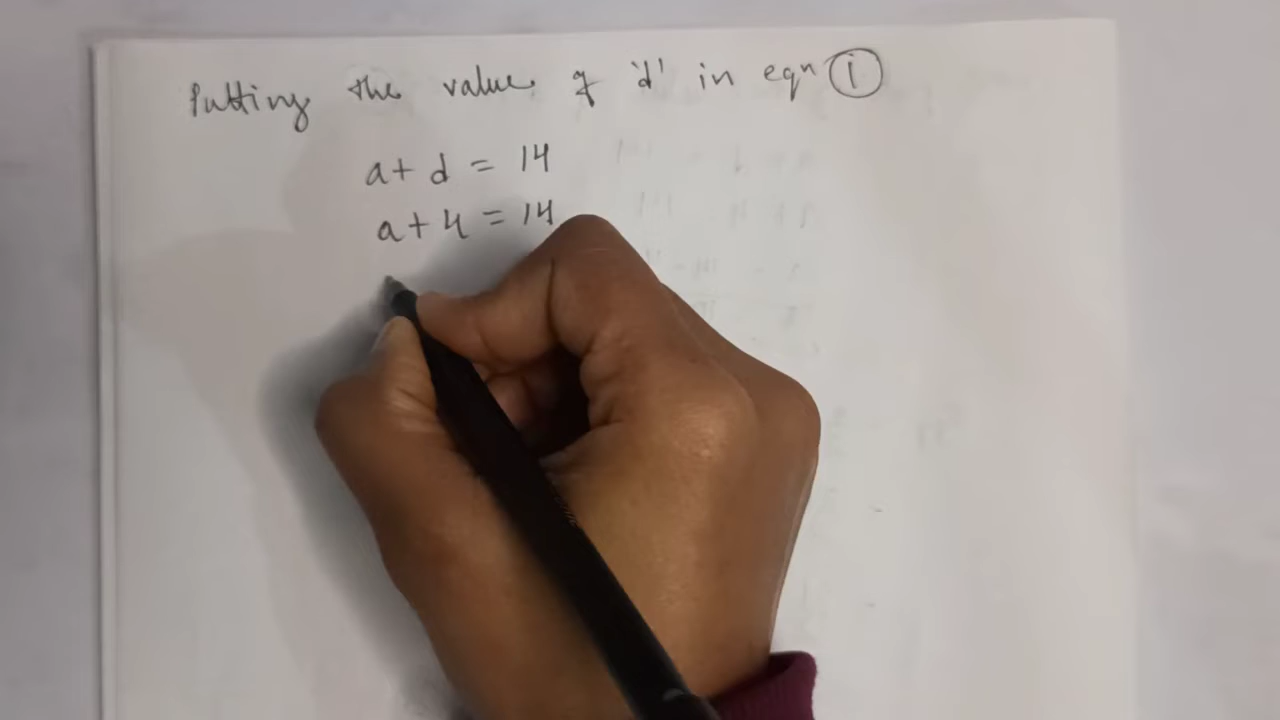 Putting the value of 'd' in eqn (i)
a + d = 14
a + 4 = 14